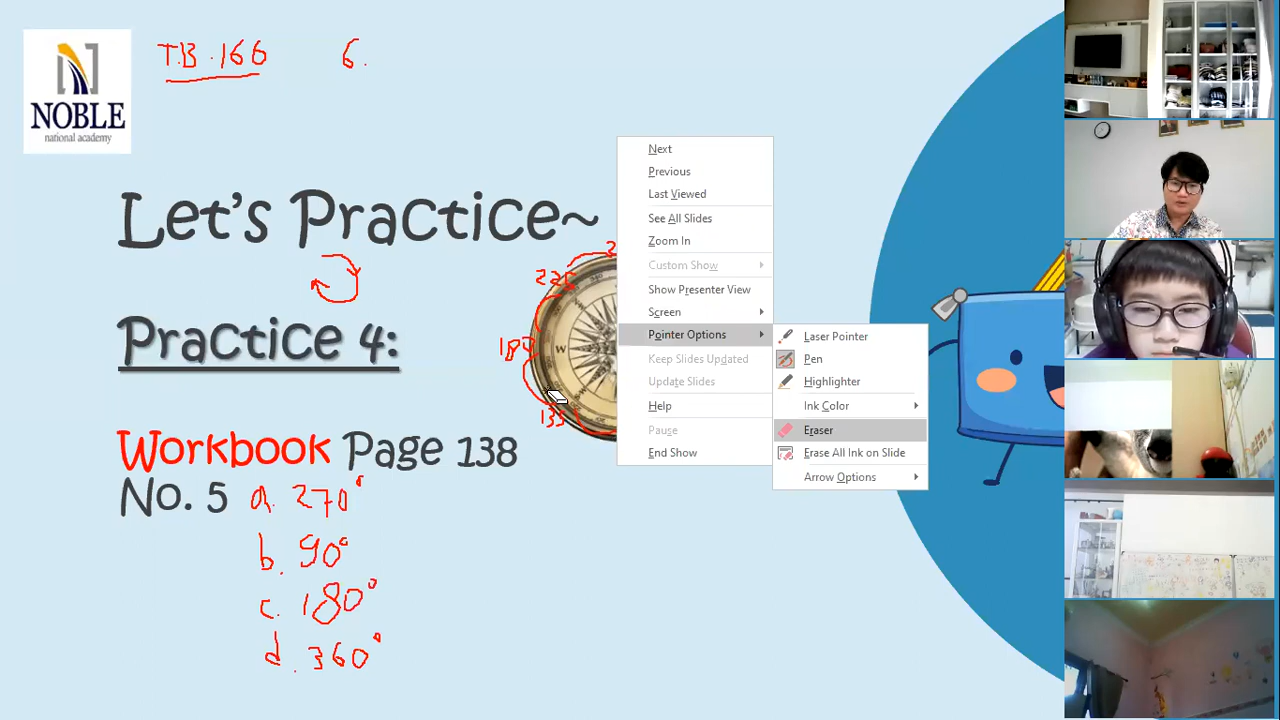 NOBLE
national academy
T.B. 166 6.
Let's Practice~
Practice 4:
Workbook Page 138
No. 5 a. 270°
b. 90°
c. 180°
d. 360°
225
180
135
W
Next
Previous
Last Viewed
See All Slides
Zoom In
Custom Show
Show Presenter View
Screen
Pointer Options
Keep Slides Updated
Update Slides
Help
Pause
End Show
Laser Pointer
Pen
Highlighter
Ink Color
Eraser
Erase All Ink on Slide
Arrow Options